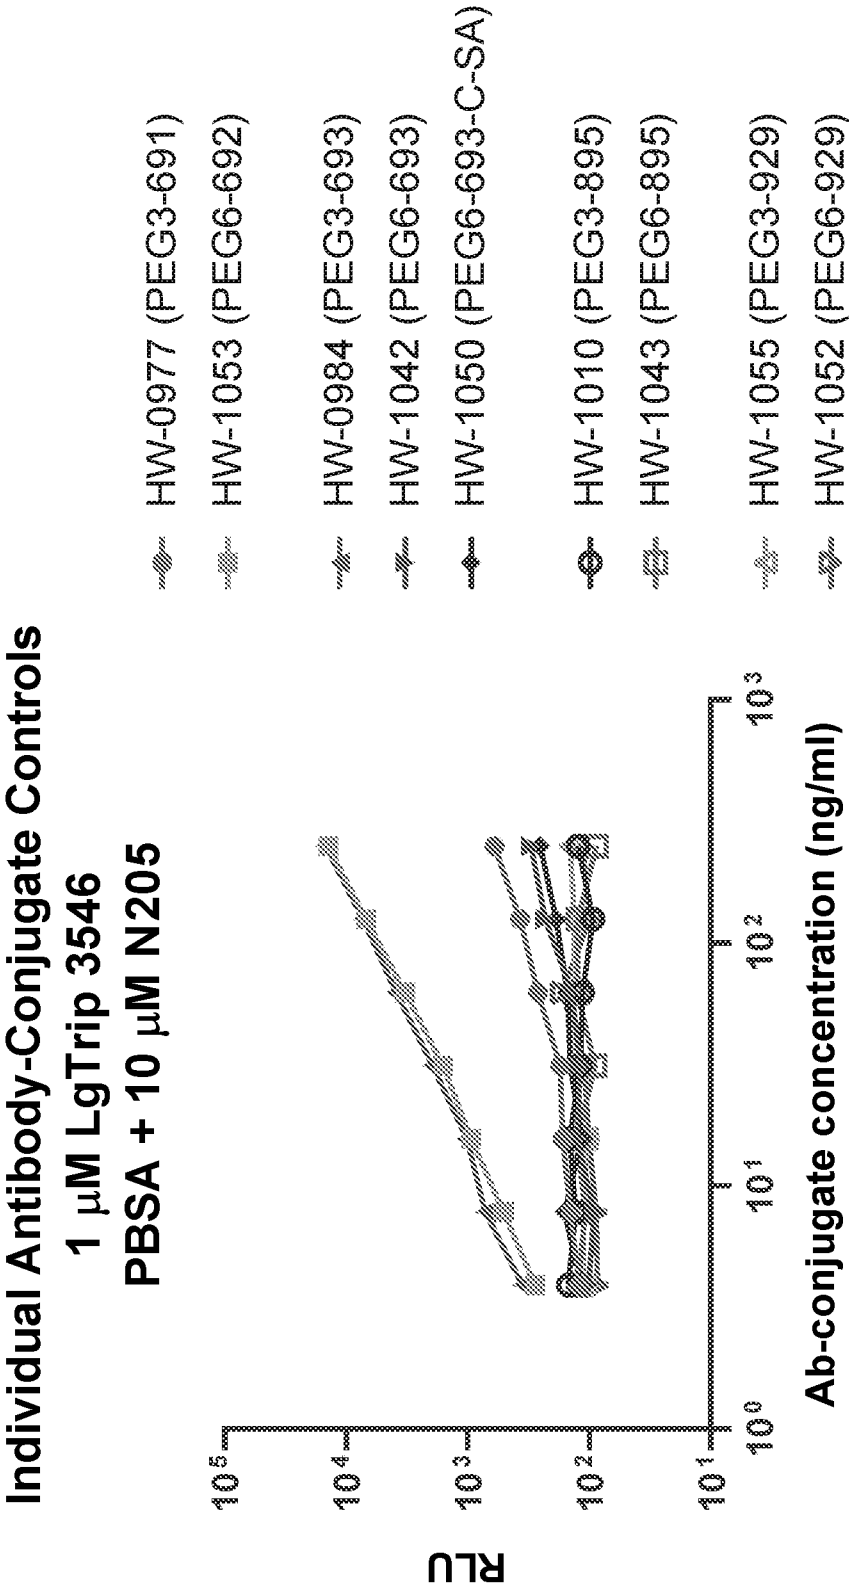 Individual Antibody-Conjugate Controls
1 μM LgTrip 3546
PBSA + 10 μM N205
RLU
10⁵
10⁴
10³
10²
10¹
10⁰
10¹
10²
10³
Ab-conjugate concentration (ng/ml)
HW-0977 (PEG3-691)
HW-1053 (PEG6-692)
HW-0984 (PEG3-693)
HW-1042 (PEG6-693)
HW-1050 (PEG6-693-C-SA)
HW-1010 (PEG3-895)
HW-1043 (PEG6-895)
HW-1055 (PEG3-929)
HW-1052 (PEG6-929)